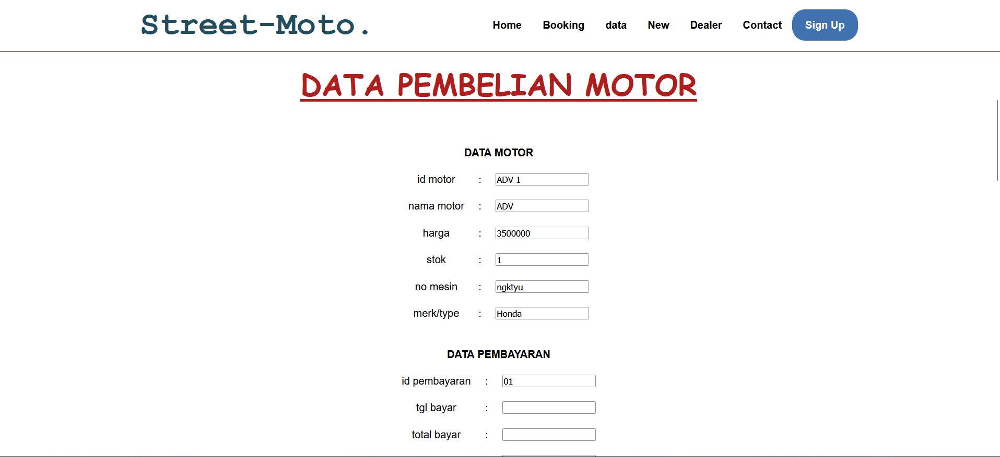 Street-Moto.
Home Booking data New Dealer Contact Sign Up
DATA PEMBELIAN MOTOR
DATA MOTOR
id motor : ADV 1
nama motor : ADV
harga : 3500000
stok : 1
no mesin : ngktyu
merk/type : Honda
DATA PEMBAYARAN
id pembayaran : 01
tgl bayar :
total bayar :